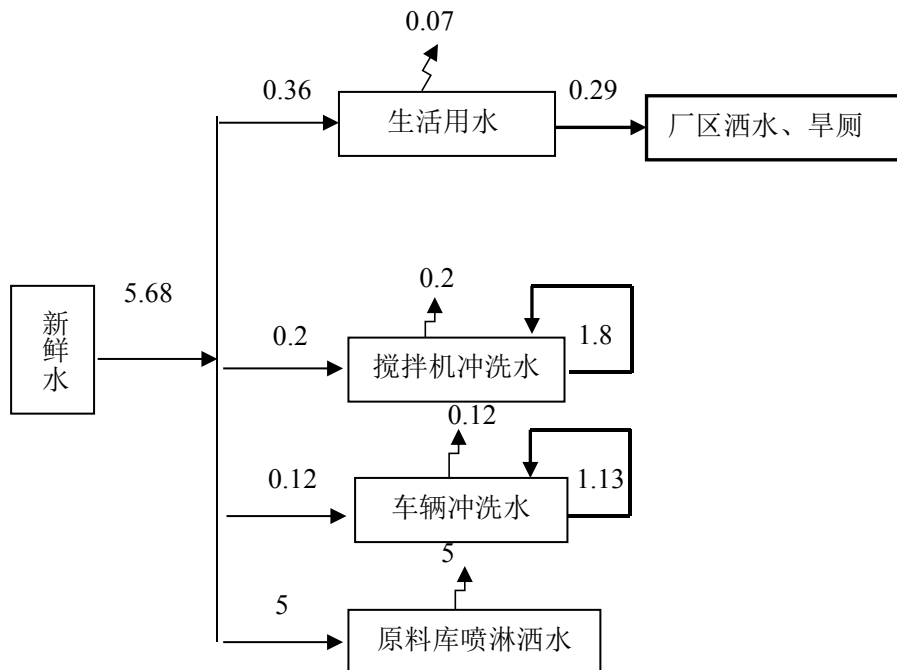 0.07
0.36
生活用水
0.29
厂区洒水、旱厕
新鲜水
5.68
0.2
0.2
搅拌机冲洗水
1.8
0.12
0.12
车辆冲洗水
1.13
5
5
原料库喷淋洒水